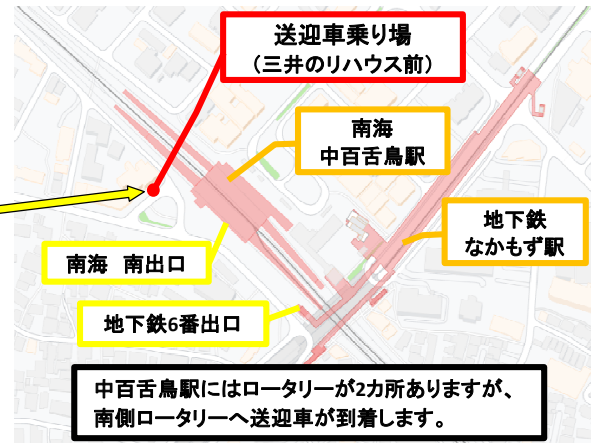 送迎車乗り場
（三井のリハウス前）
南海
中百舌鳥駅
地下鉄
なかもず駅
南海　南出口
地下鉄6番出口
中百舌鳥駅にはロータリーが2カ所ありますが、
南側ロータリーへ送迎車が到着します。